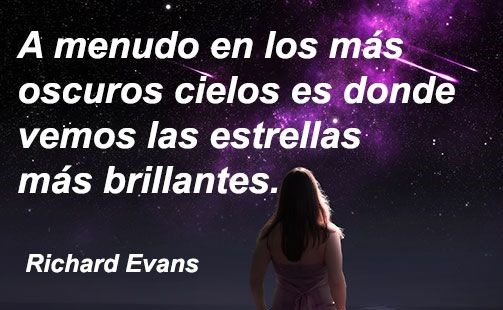 A menudo en los más
oscuros cielos es donde
vemos las estrellas
más brillantes.
Richard Evans